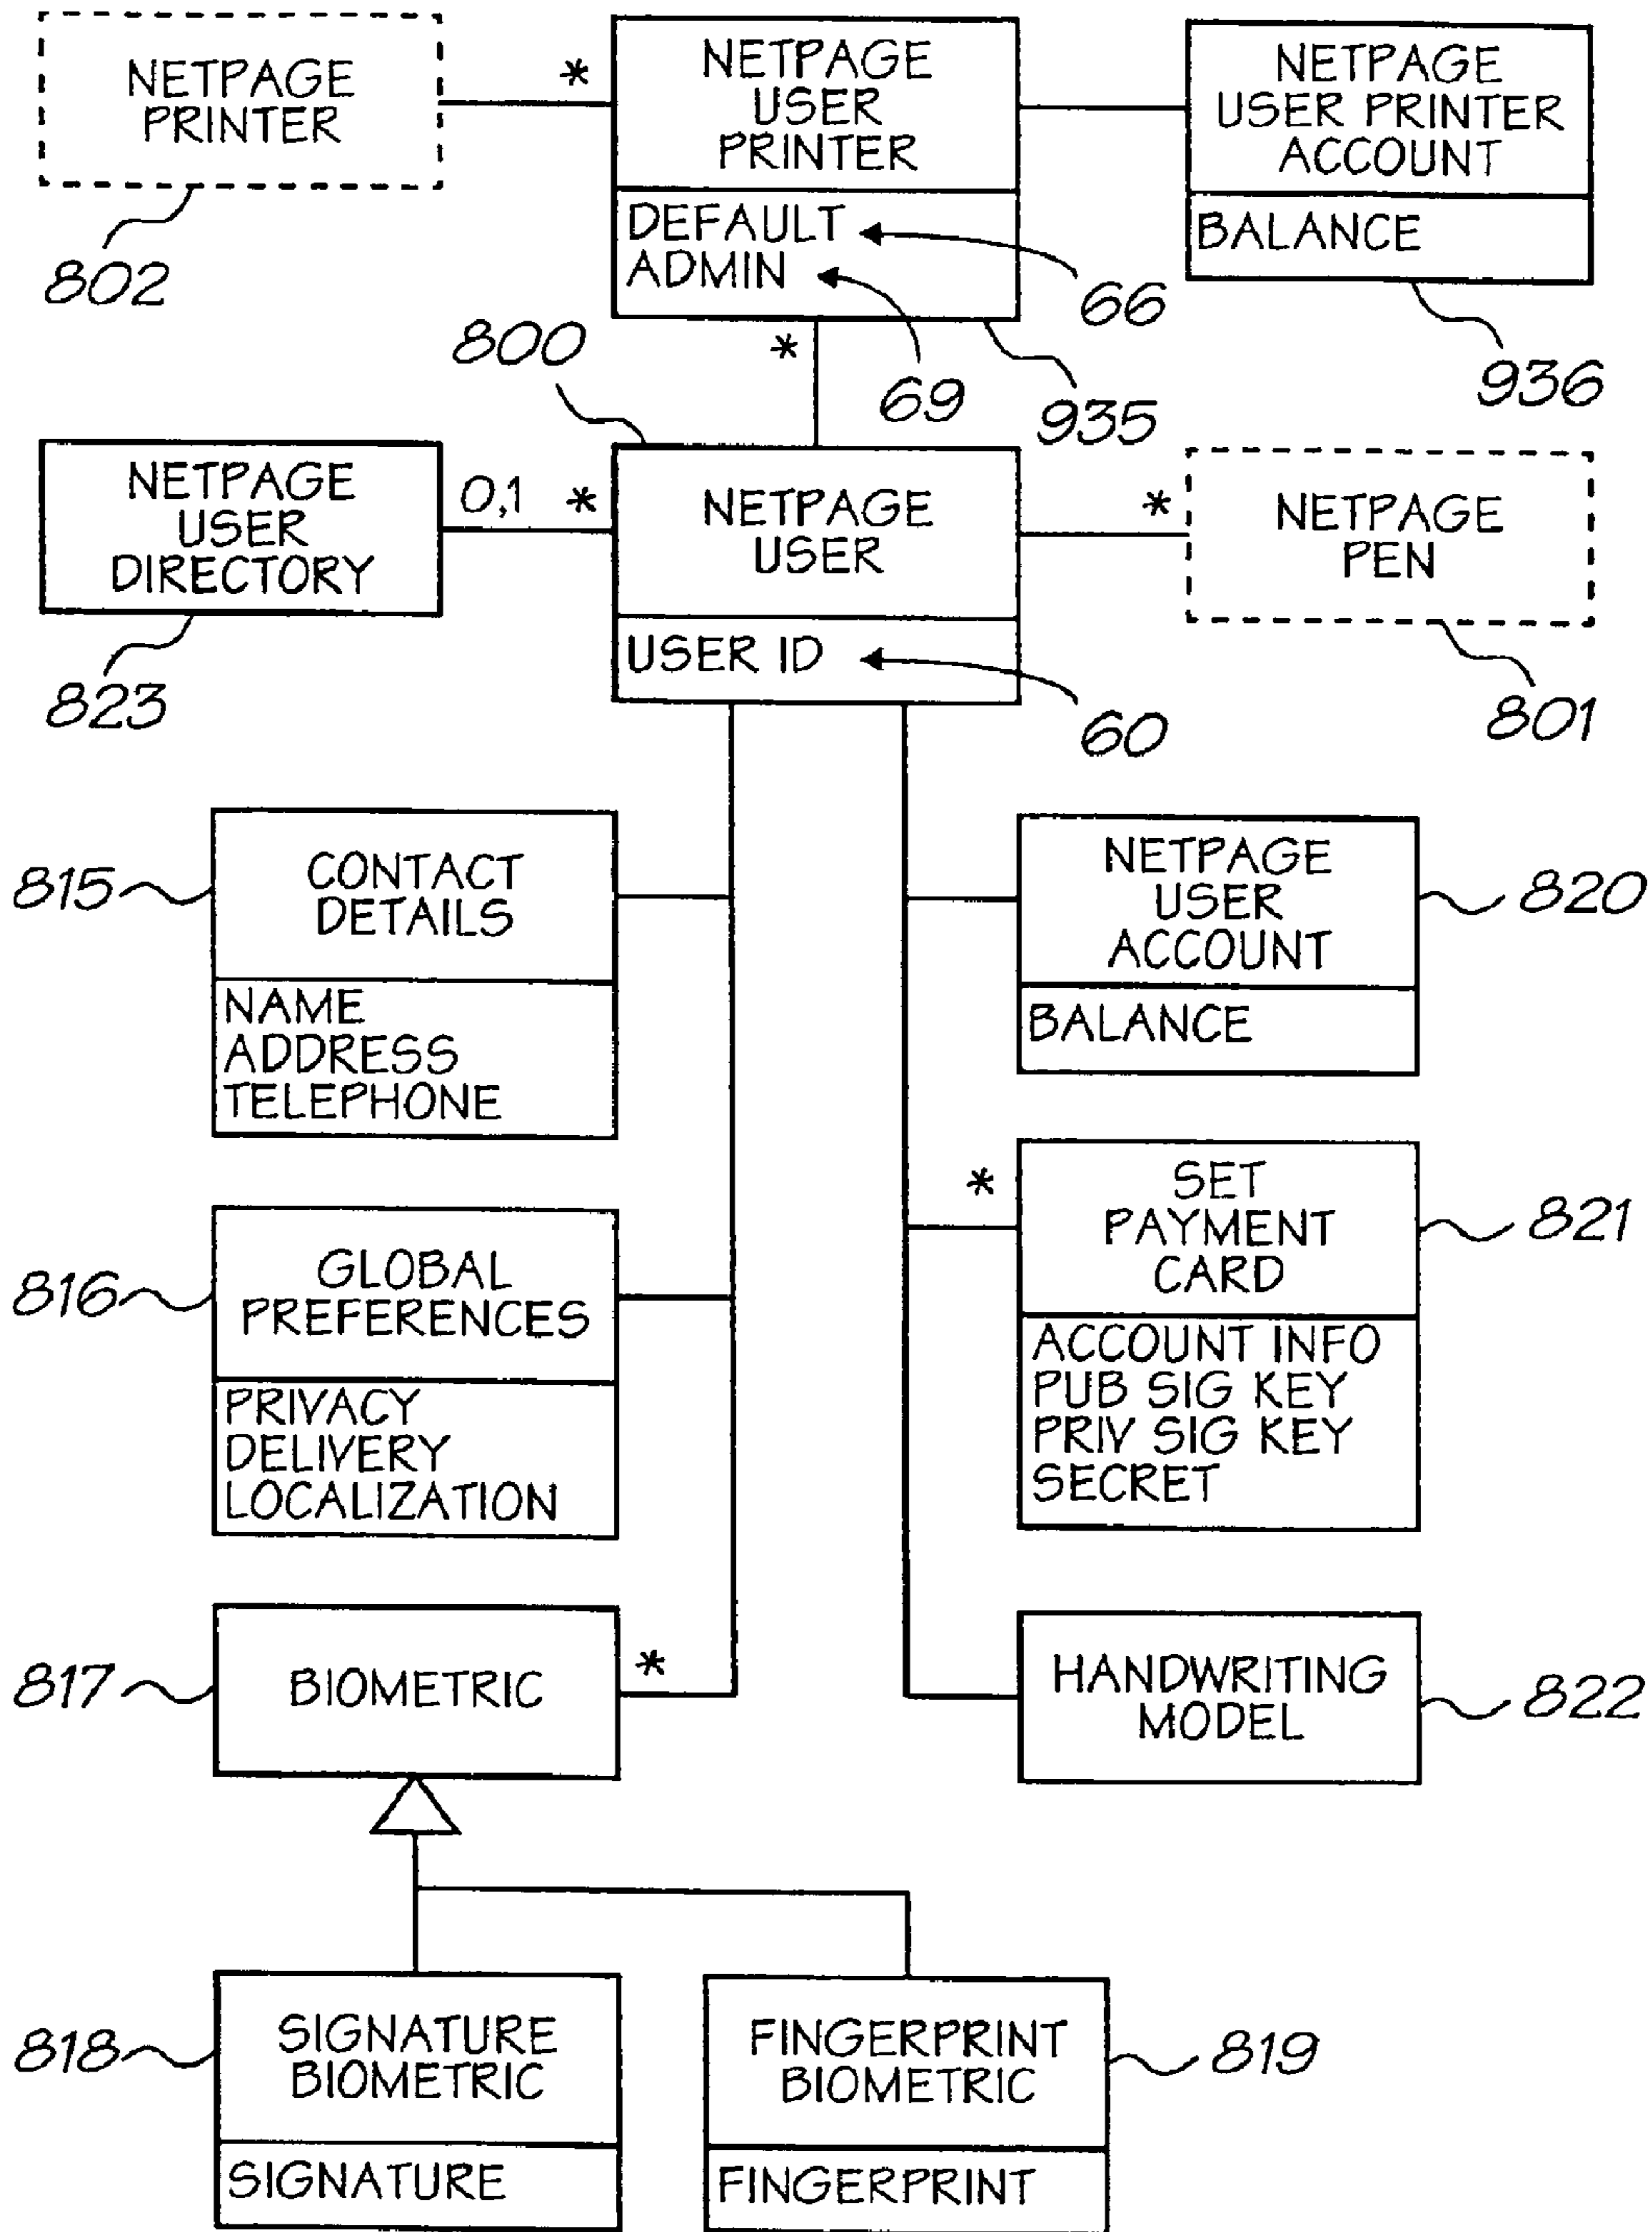 NETPAGE
PRINTER
802
*
NETPAGE
USER
PRINTER
DEFAULT
ADMIN
66
69
935
*
NETPAGE
USER PRINTER
ACCOUNT
BALANCE
936
800
NETPAGE
USER
DIRECTORY
823
0,1 *
NETPAGE
USER
USER ID
60
*
NETPAGE
PEN
801
815
CONTACT
DETAILS
NAME
ADDRESS
TELEPHONE
NETPAGE
USER
ACCOUNT
BALANCE
820
816
GLOBAL
PREFERENCES
PRIVACY
DELIVERY
LOCALIZATION
*
SET
PAYMENT
CARD
ACCOUNT INFO
PUB SIG KEY
PRIV SIG KEY
SECRET
821
817
BIOMETRIC
*
HANDWRITING
MODEL
822
818
SIGNATURE
BIOMETRIC
SIGNATURE
FINGERPRINT
BIOMETRIC
FINGERPRINT
819